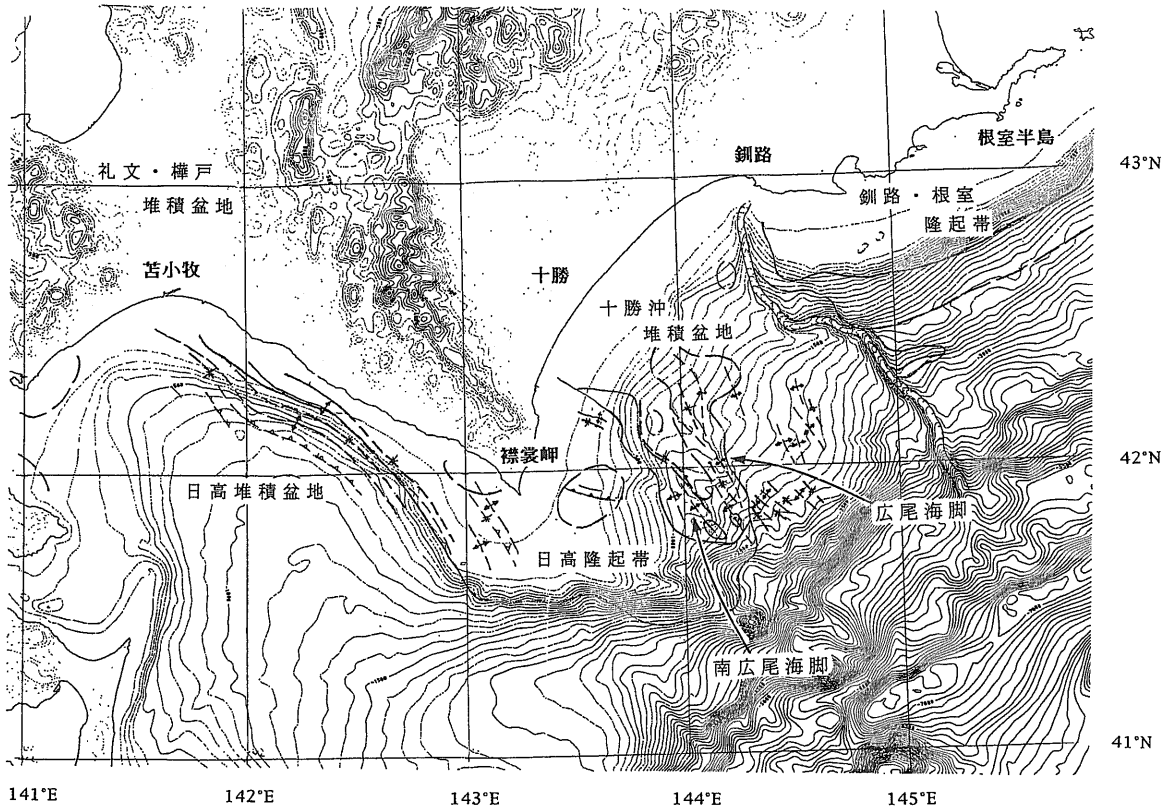 根室半島
釧路
43°N
礼文・樺戸
堆積盆地
釧路・根室
隆起帯
苫小牧
十勝
十勝沖
堆積盆地
襟裳岬
42°N
日高堆積盆地
広尾海脚
日高隆起帯
南広尾海脚
41°N
141°E
142°E
143°E
144°E
145°E